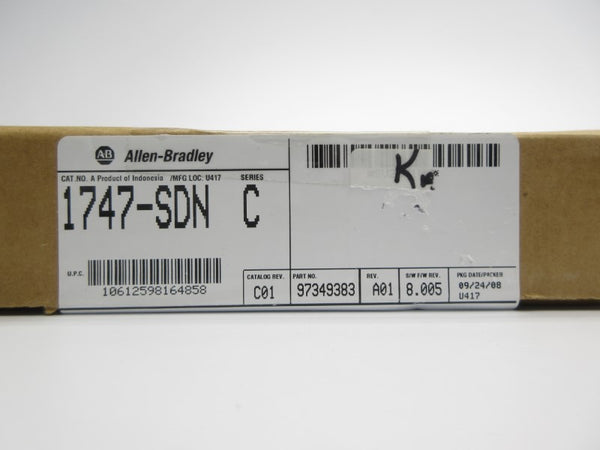 AB Allen-Bradley
CAT.NO. A Product of Indonesia /MFG LOC: U417 SERIES
1747-SDN C
U.P.C.
10612598164858
CATALOG REV.
C01
PART NO.
97349383
REV.
A01
S/W F/W REV.
8.005
PKG DATE/PACKER
09/24/08
U417